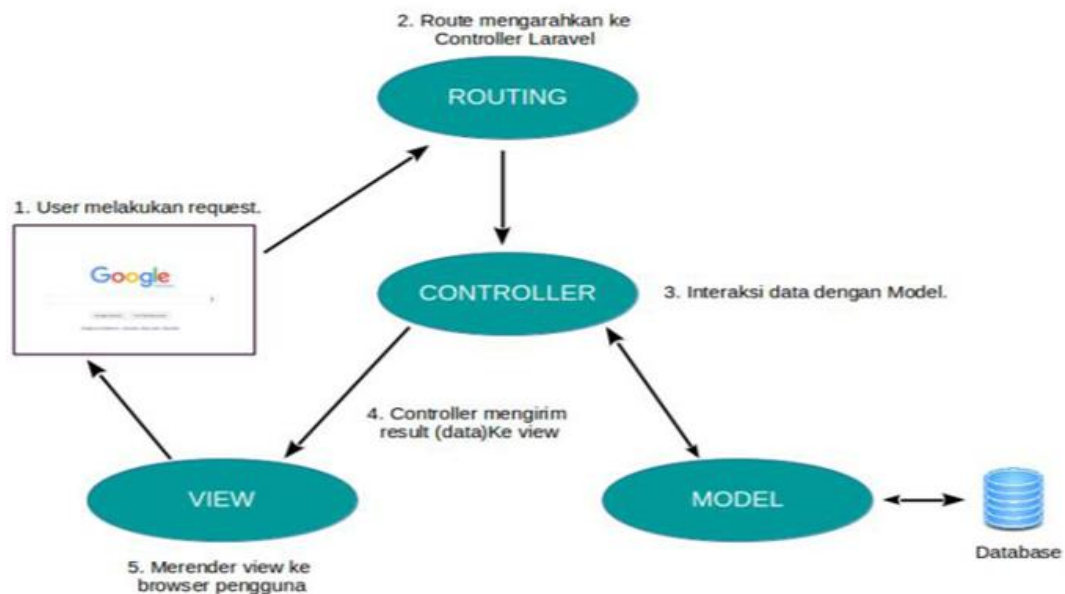 2. Route mengarahkan ke
Controller Laravel
ROUTING
1. User melakukan request.
Google
CONTROLLER
3. Interaksi data dengan Model.
4. Controller mengirim
result (data)Ke view
VIEW
MODEL
Database
5. Merender view ke
browser pengguna